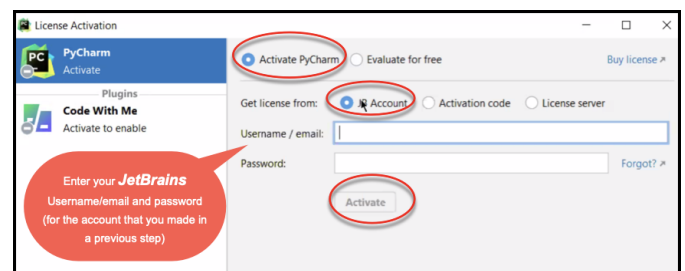 License Activation
PC
PyCharm
Activate
Plugins
Code With Me
Activate to enable
Activate PyCharm Evaluate for free Buy license
Get license from: JB Account Activation code License server
Username / email:
Password: Forgot?
Activate
Enter your JetBrains
Username/email and password
(for the account that you made in
a previous step)